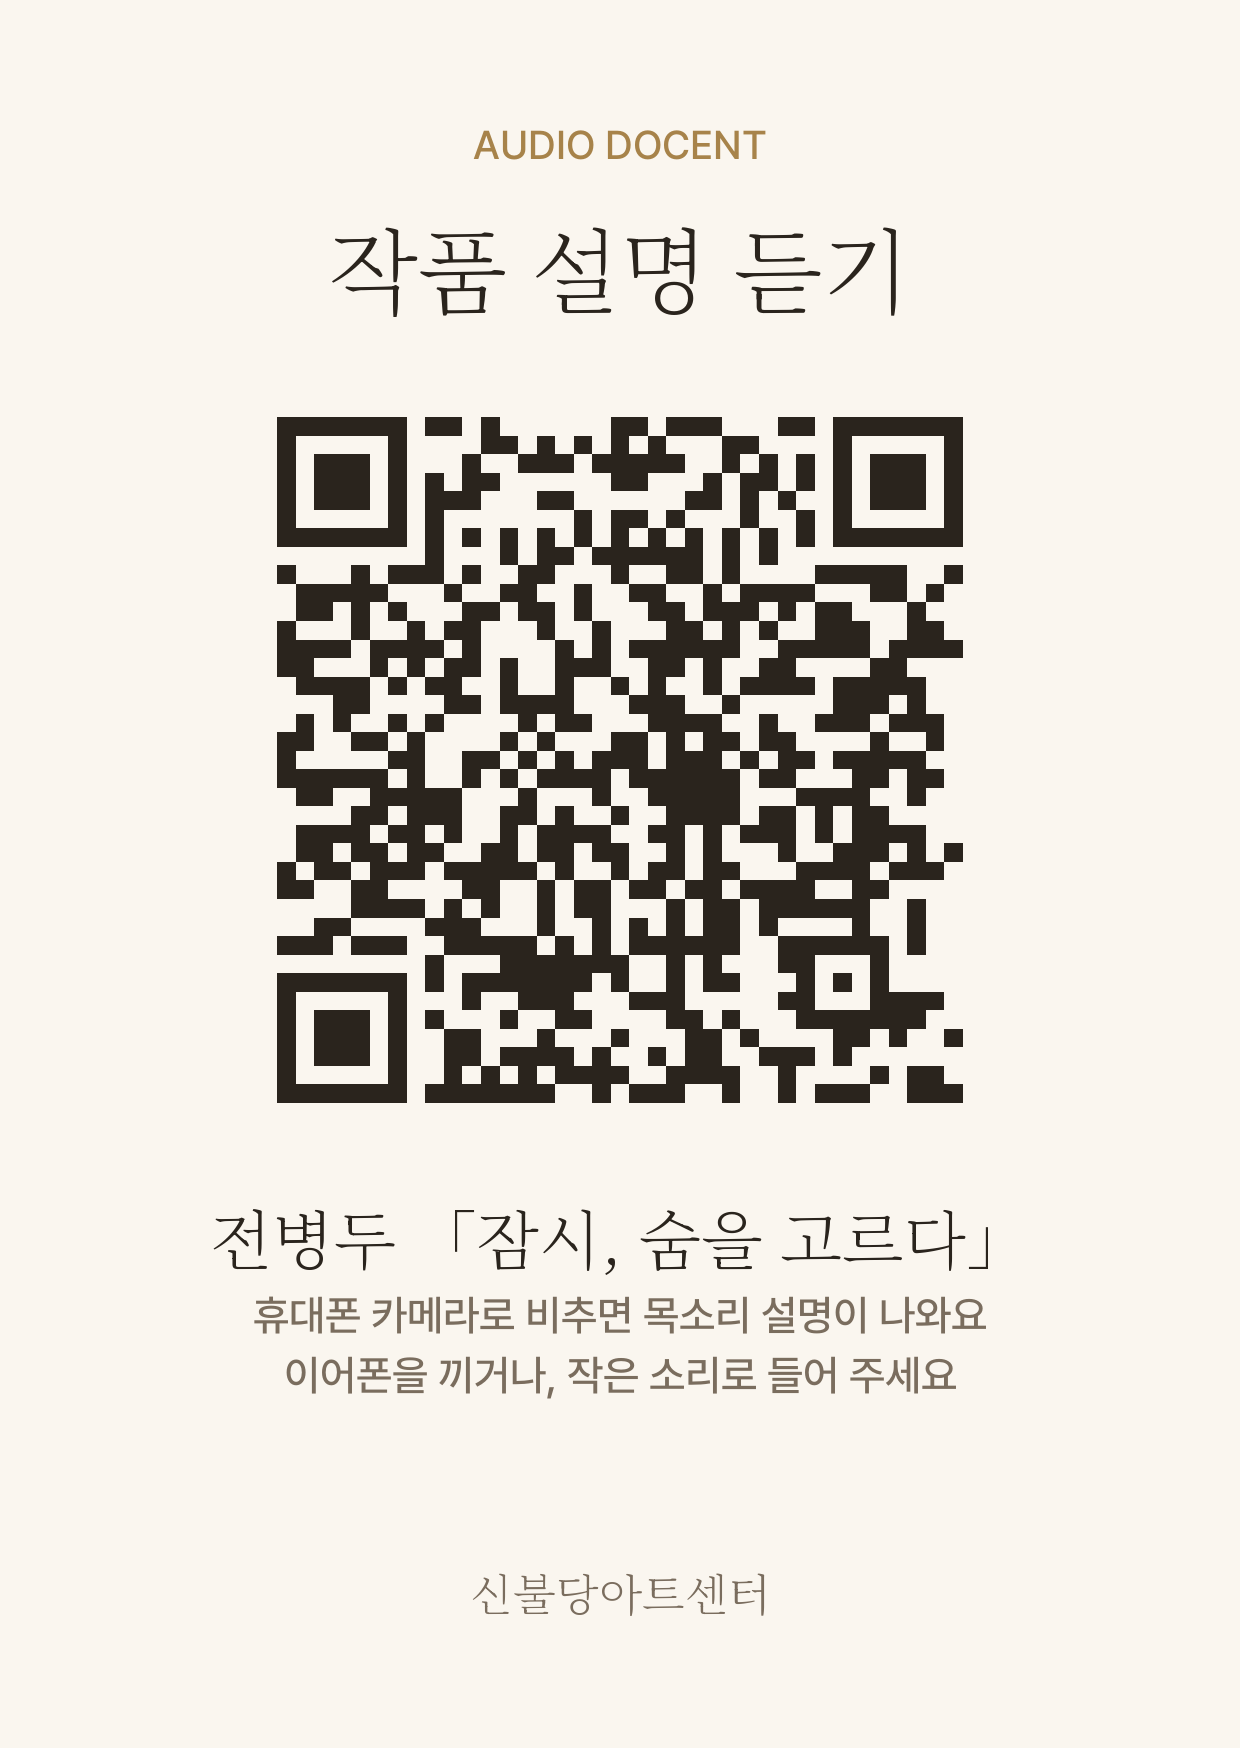 AUDIO DOCENT
작품 설명 듣기
전병두 「잠시, 숨을 고르다」
휴대폰 카메라로 비추면 목소리 설명이 나와요
이어폰을 끼거나, 작은 소리로 들어 주세요
신불당아트센터